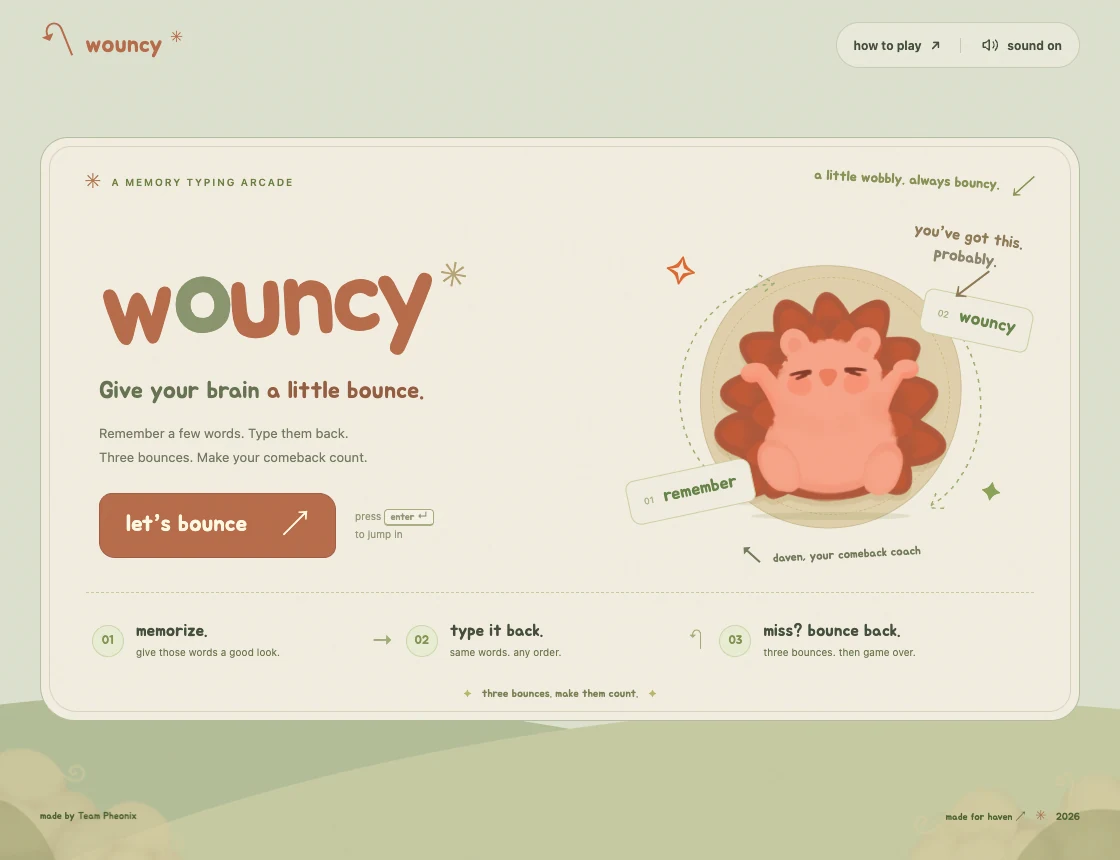 wouncy
how to play
sound on
A MEMORY TYPING ARCADE
a little wobbly. always bouncy.
you've got this.
probably.
02 wouncy
wouncy
Give your brain a little bounce.
Remember a few words. Type them back.
Three bounces. Make your comeback count.
let's bounce
press enter ↵
to jump in
01 remember
daven, your comeback coach
01 memorize.
give those words a good look.
02 type it back.
same words. any order.
03 miss? bounce back.
three bounces. then game over.
three bounces. make them count.
made by Team Pheonix
made for haven
2026